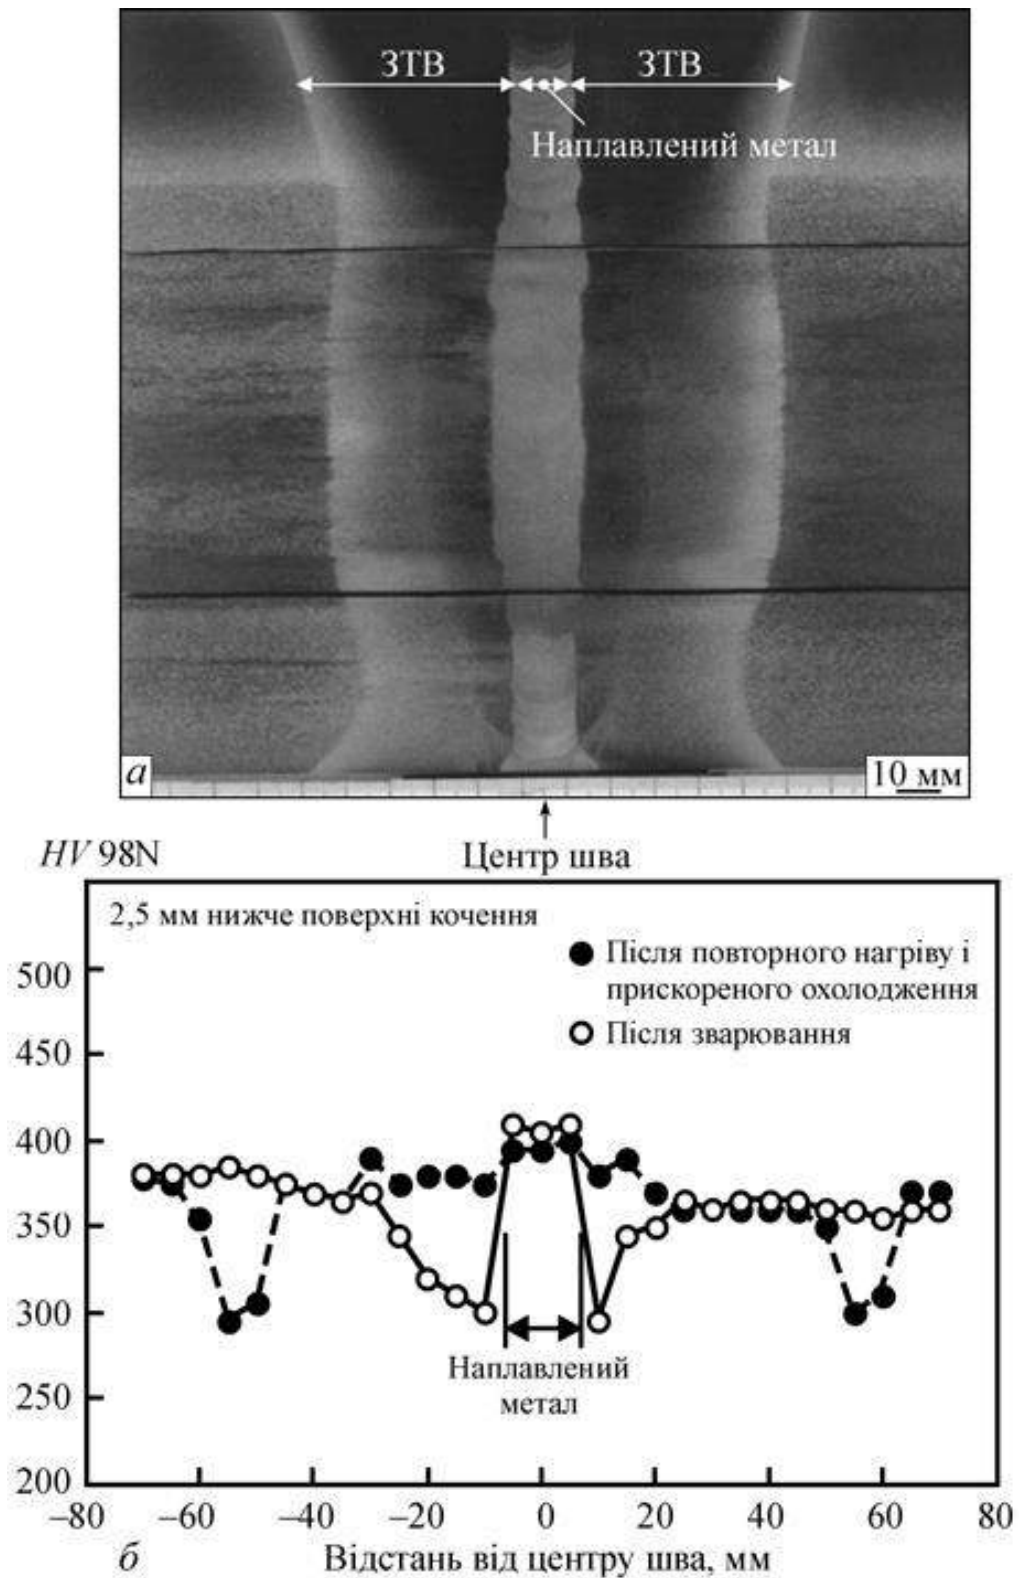 ЗТВ ЗТВ
Наплавлений метал
а
10 мм
Центр шва
HV 98N
2,5 мм нижче поверхні кочення
Після повторного нагріву і
прискореного охолодження
Після зварювання
500
450
400
350
300
250
200
Наплавлений
метал
–80 –60 –40 –20 0 20 40 60 80
б
Відстань від центру шва, мм